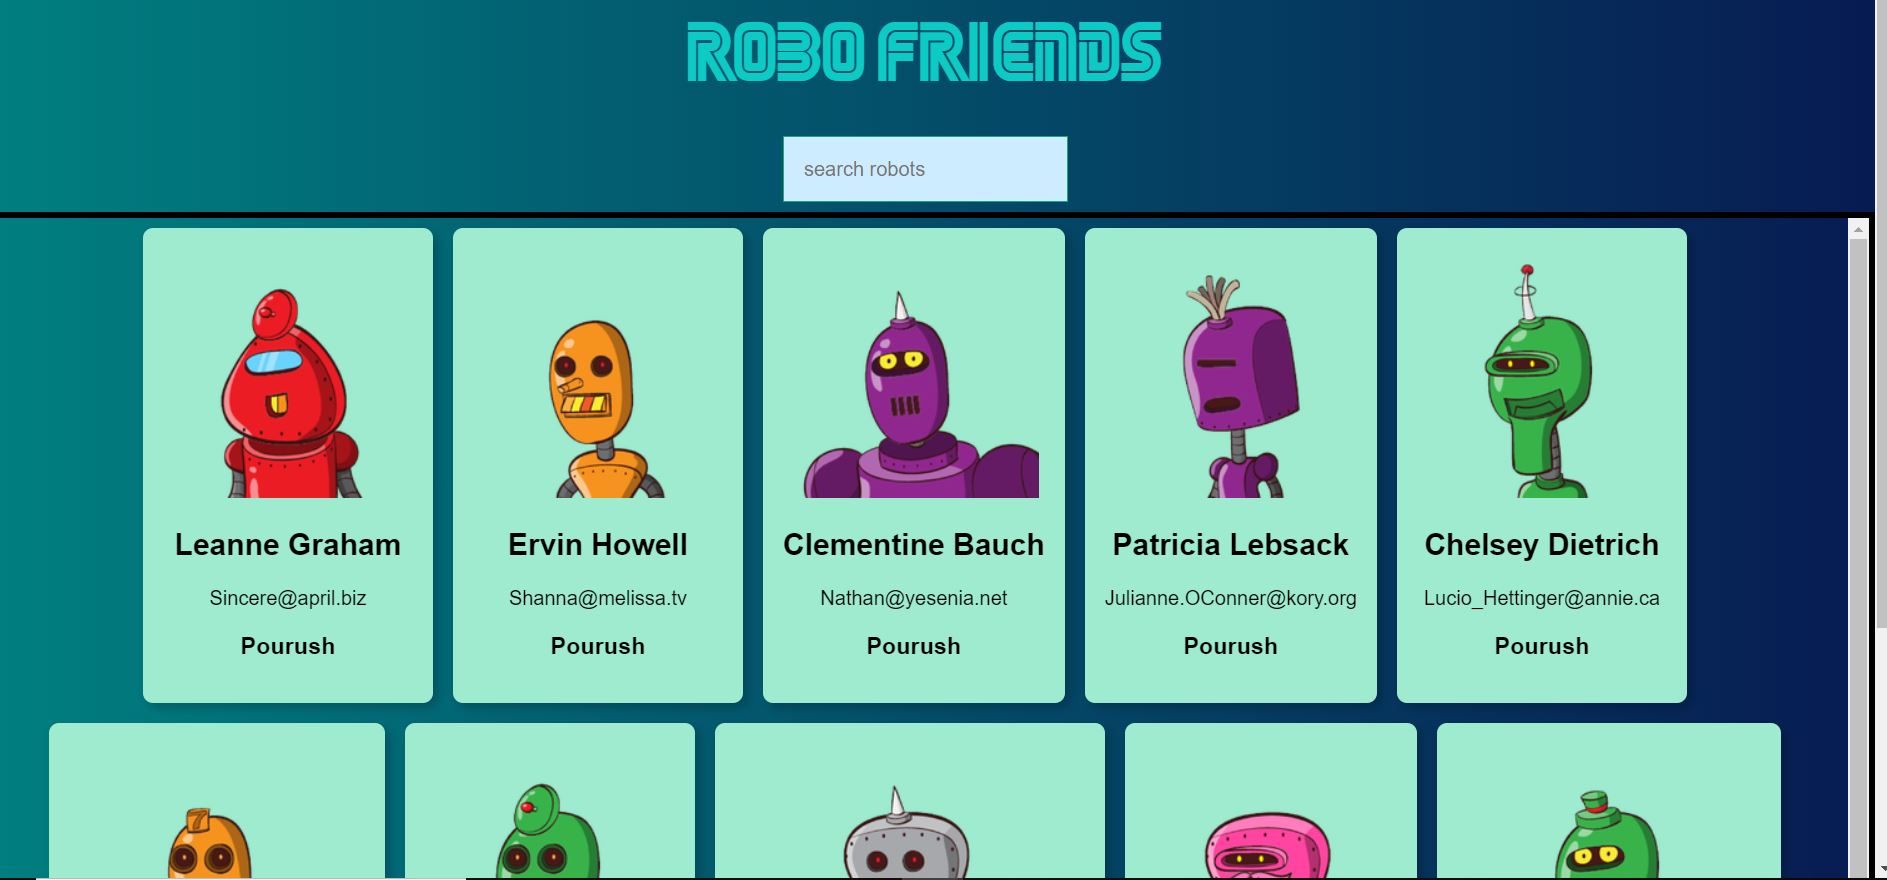 ROBO FRIENDS
search robots
Leanne Graham
Sincere@april.biz
Pourush
Ervin Howell
Shanna@melissa.tv
Pourush
Clementine Bauch
Nathan@yesenia.net
Pourush
Patricia Lebsack
Julianne.OConner@kory.org
Pourush
Chelsey Dietrich
Lucio_Hettinger@annie.ca
Pourush
7